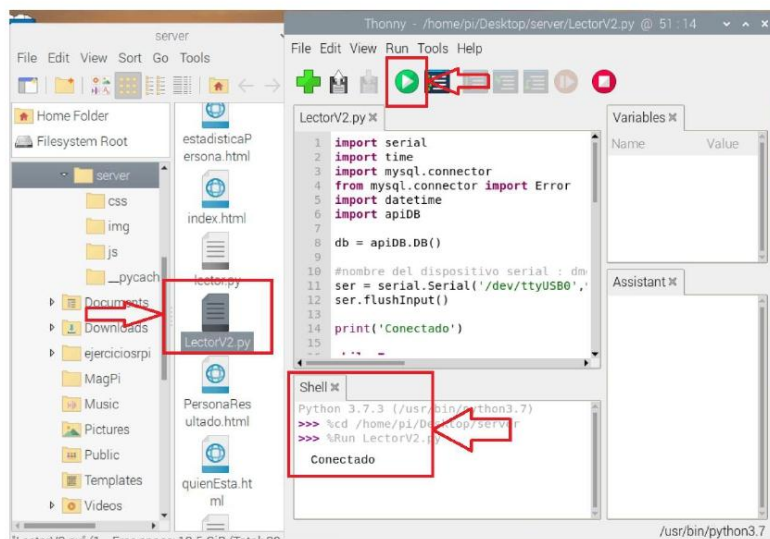 server
File Edit View Sort Go Tools
Home Folder
Filesystem Root
server
css
img
js
__pycach
Documents
Downloads
ejerciciosrpi
MagPi
Music
Pictures
Public
Templates
Videos
estadisticaP
ersona.html
index.html
lector.py
LectorV2.py
PersonaRes
ultado.html
quienEsta.ht
ml
Thonny - /home/pi/Desktop/server/LectorV2.py @ 51 : 14
File Edit View Run Tools Help
LectorV2.py
1 import serial
2 import time
3 import mysql.connector
4 from mysql.connector import Error
5 import datetime
6 import apiDB
7
8 db = apiDB.DB()
9
10 #nombre del dispositivo serial : dm
11 ser = serial.Serial('/dev/ttyUSB0',
12 ser.flushInput()
13
14 print('Conectado')
15
Shell
Python 3.7.3 (/usr/bin/python3.7)
>>> %cd /home/pi/Desktop/server
>>> %Run LectorV2.py
Conectado
Variables
Name Value
Assistant
/usr/bin/python3.7